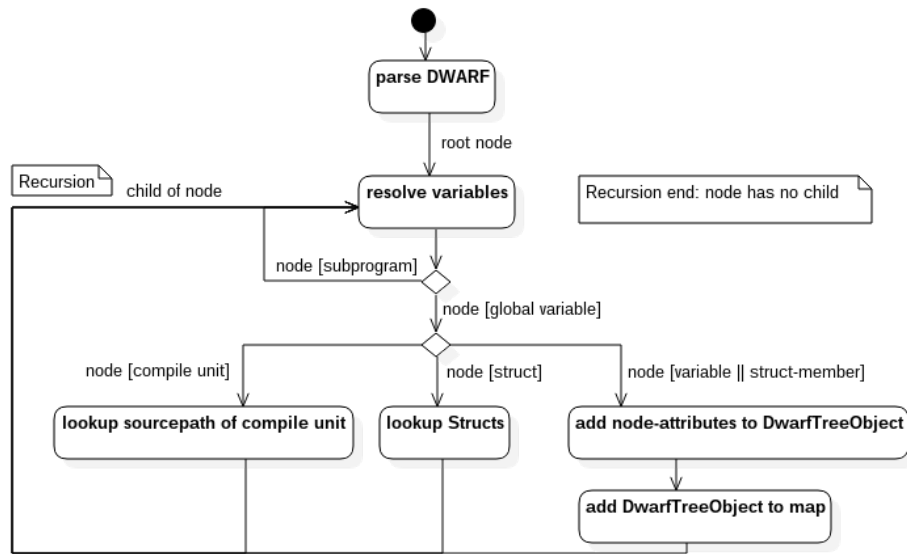 parse DWARF
root node
Recursion
child of node
resolve variables
Recursion end: node has no child
node [subprogram]
node [global variable]
node [compile unit]
node [struct]
node [variable || struct-member]
lookup sourcepath of compile unit
lookup Structs
add node-attributes to DwarfTreeObject
add DwarfTreeObject to map